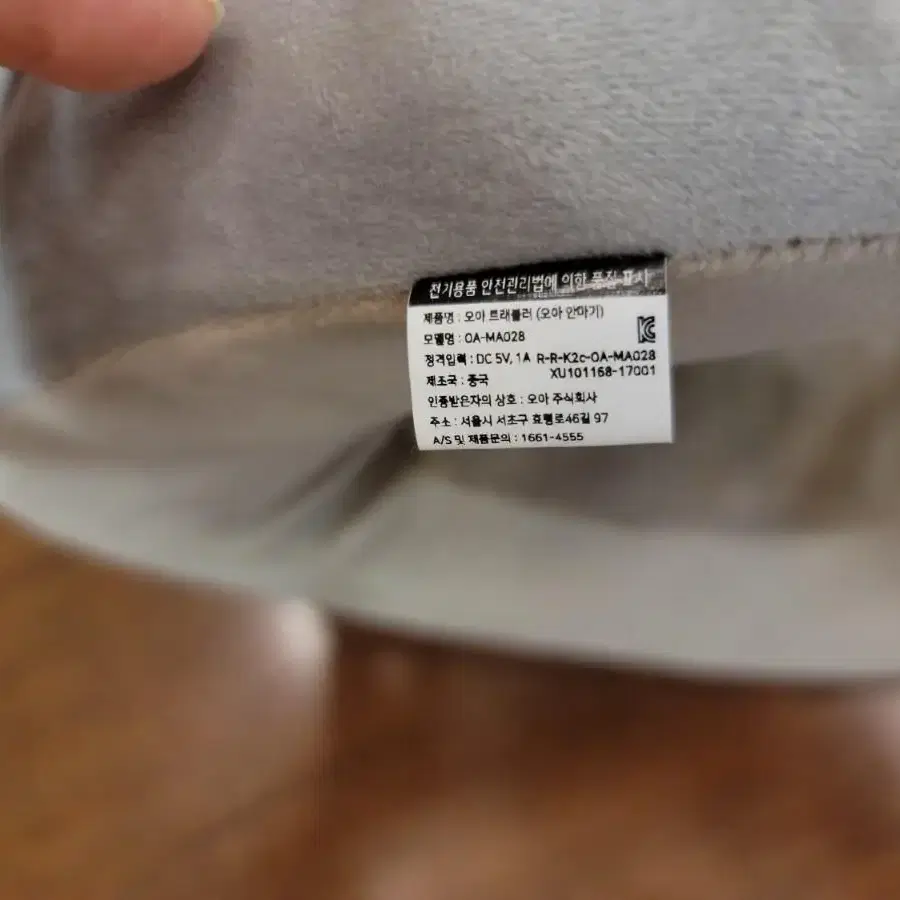 전기용품 안전관리법에 의한 품질 표시
제품명 : 오아 트래블러 (오아 안마기)
모델명 : OA-MA028
정격입력 : DC 5V, 1A R-R-K2c-OA-MA028
제조국 : 중국 XU101168-17001
인증받은자의 상호 : 오아 주식회사
주소 : 서울시 서초구 효령로46길 97
A/S 및 제품문의 : 1661-4555